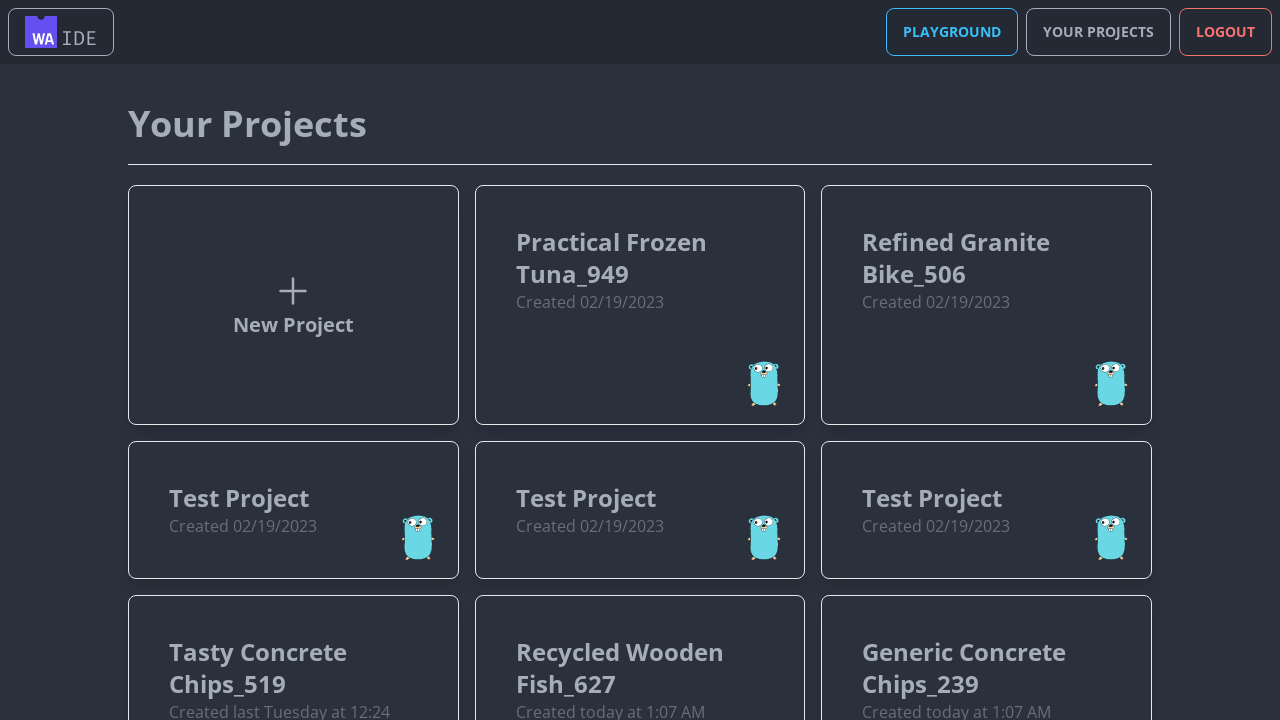 WA IDE
PLAYGROUND
YOUR PROJECTS
LOGOUT
Your Projects
New Project
Practical Frozen
Tuna_949
Created 02/19/2023
Refined Granite
Bike_506
Created 02/19/2023
Test Project
Created 02/19/2023
Test Project
Created 02/19/2023
Test Project
Created 02/19/2023
Tasty Concrete
Chips_519
Created last Tuesday at 12:24
Recycled Wooden
Fish_627
Created today at 1:07 AM
Generic Concrete
Chips_239
Created today at 1:07 AM